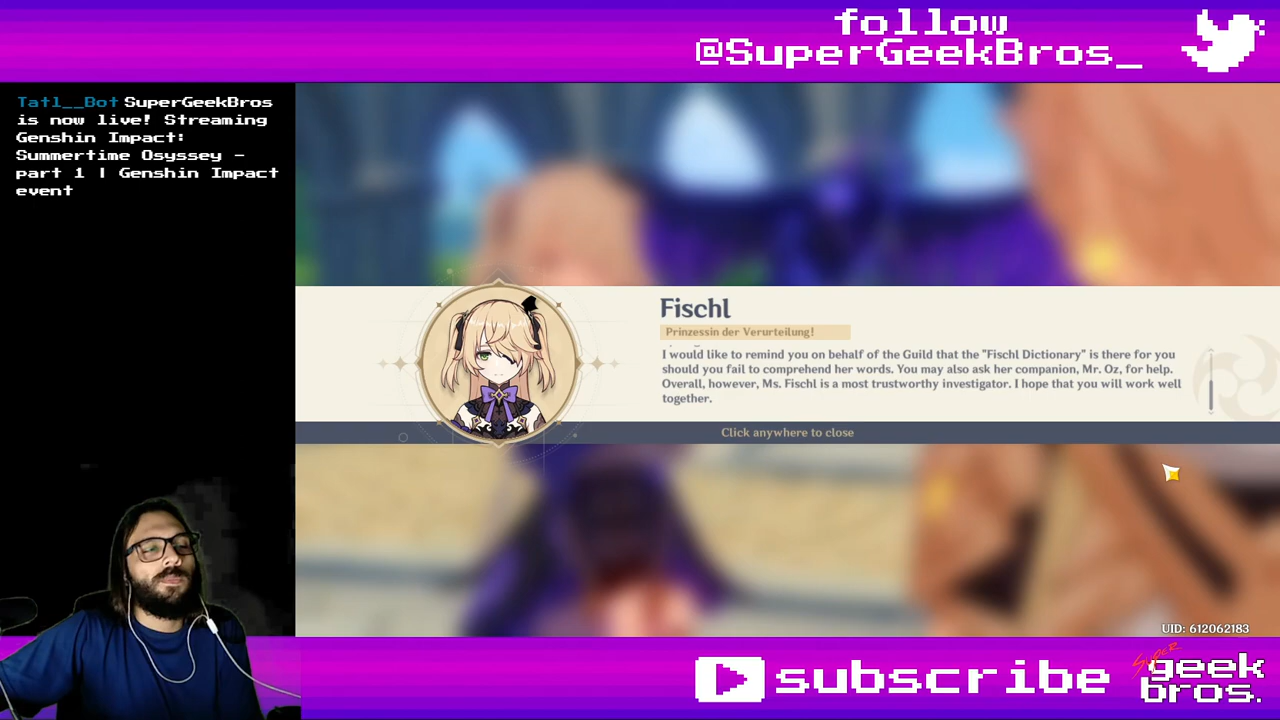 follow
@SuperGeekBros_
Tatl__Bot SuperGeekBros
is now live! Streaming
Genshin Impact:
Summertime Osyssey -
part 1 | Genshin Impact
event
Fischl
Prinzessin der Verurteilung!
I would like to remind you on behalf of the Guild that the "Fischl Dictionary" is there for you
should you fail to comprehend her words. You may also ask her companion, Mr. Oz, for help.
Overall, however, Ms. Fischl is a most trustworthy investigator. I hope that you will work well
together.
Click anywhere to close
UID: 612062183
subscribe
SUPER
geek
bros.